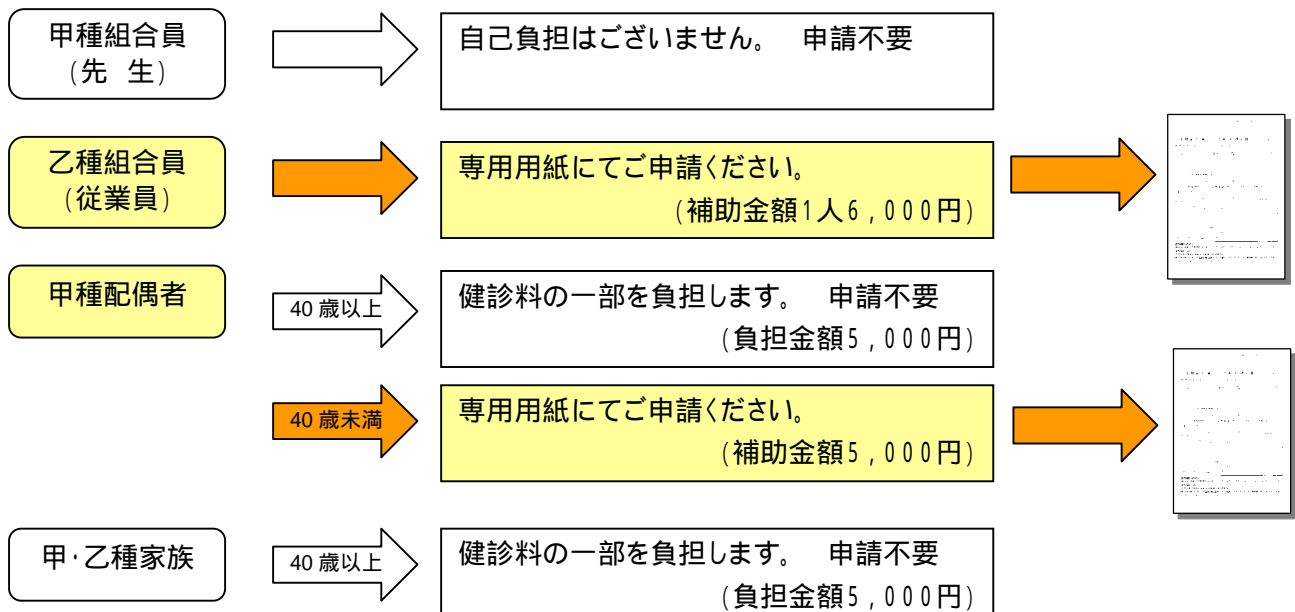 甲種組合員
(先 生)
自己負担はございません。 申請不要
乙種組合員
(従業員)
専用用紙にてご申請ください。
(補助金額1人6,000円)
甲種配偶者
40歳以上
健診料の一部を負担します。 申請不要
(負担金額5,000円)
40歳未満
専用用紙にてご申請ください。
(補助金額5,000円)
甲・乙種家族
40歳以上
健診料の一部を負担します。 申請不要
(負担金額5,000円)